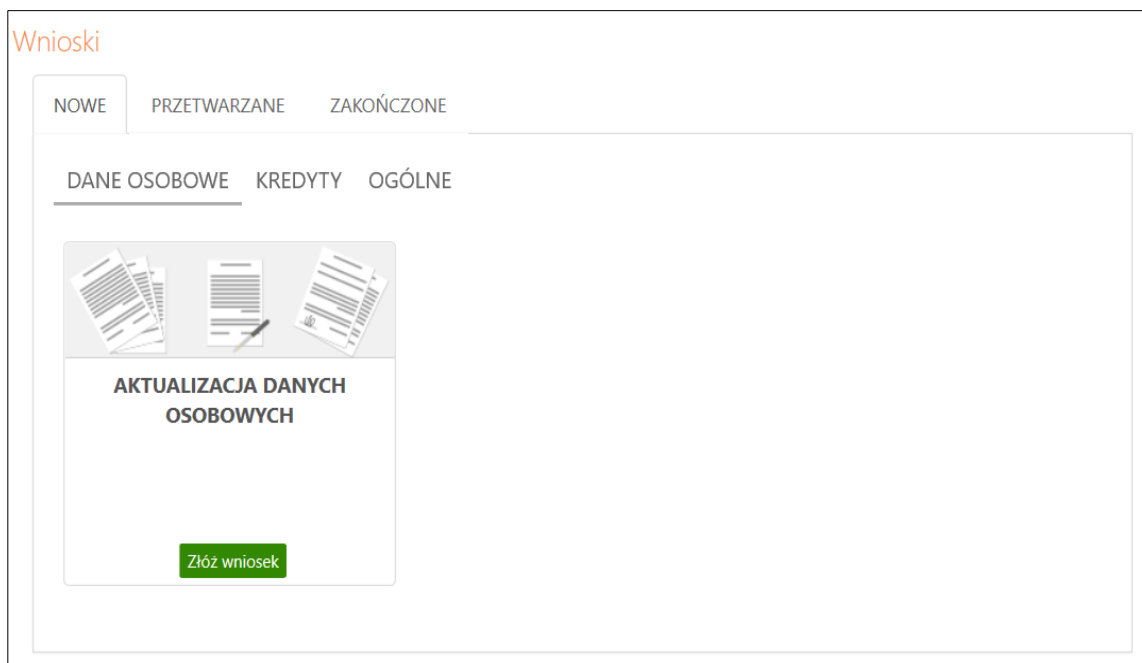 Wnioski
NOWE PRZETWARZANE ZAKOŃCZONE
DANE OSOBOWE KREDYTY OGÓLNE
AKTUALIZACJA DANYCH
OSOBOWYCH
Złóż wniosek